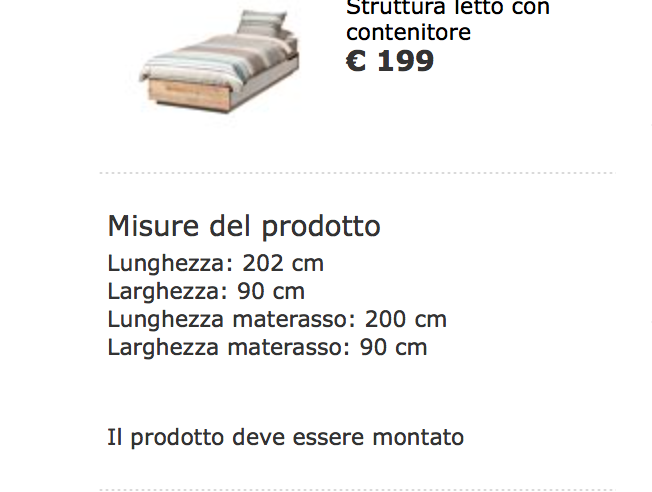 Struttura letto con
contenitore
€ 199
Misure del prodotto
Lunghezza: 202 cm
Larghezza: 90 cm
Lunghezza materasso: 200 cm
Larghezza materasso: 90 cm
Il prodotto deve essere montato